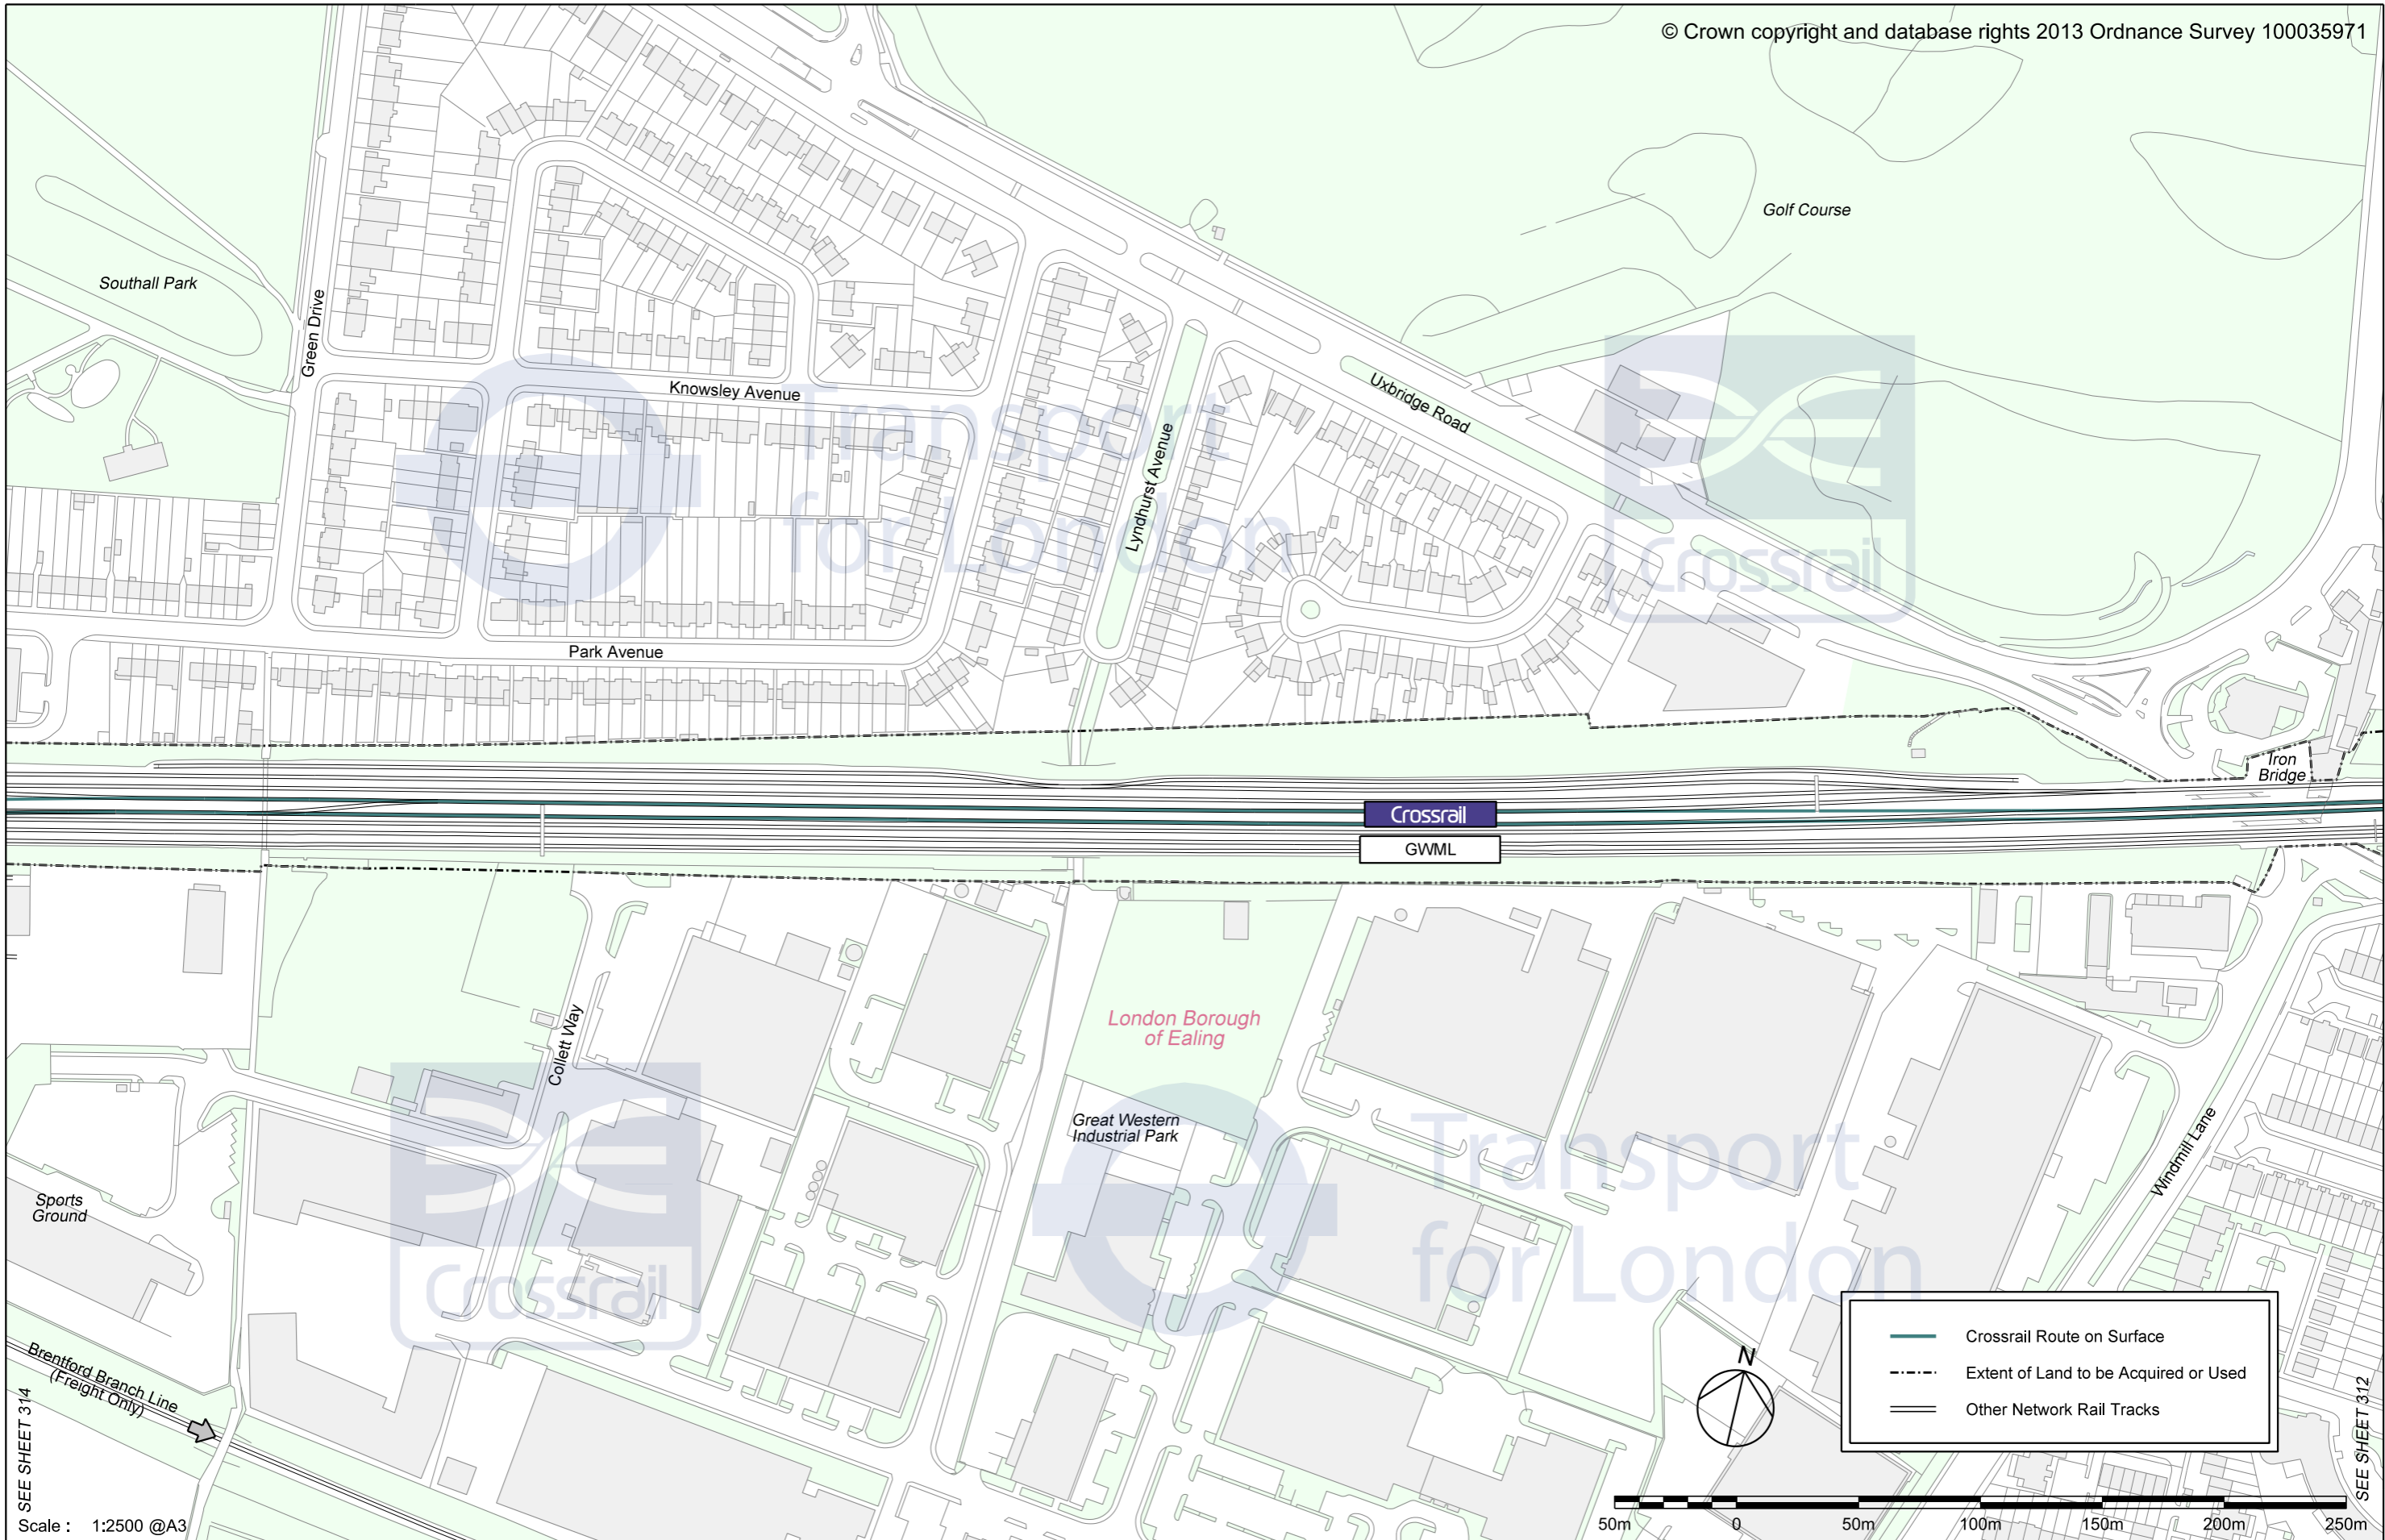 © Crown copyright and database rights 2013 Ordnance Survey 100035971
Golf Course
Southall Park
Green Drive
Knowsley Avenue
Uxbridge Road
Lyndhurst Avenue
Transport
for London
Crossrail
Park Avenue
Iron
Bridge
Crossrail
GWML
London Borough
of Ealing
Collett Way
Great Western
Industrial Park
Windmill Lane
Transport
for London
Sports
Ground
Crossrail
Brentford Branch Line
(Freight Only)
N
Crossrail Route on Surface
Extent of Land to be Acquired or Used
Other Network Rail Tracks
SEE SHEET 314
SEE SHEET 312
Scale : 1:2500 @A3
50m 0 50m 100m 150m 200m 250m